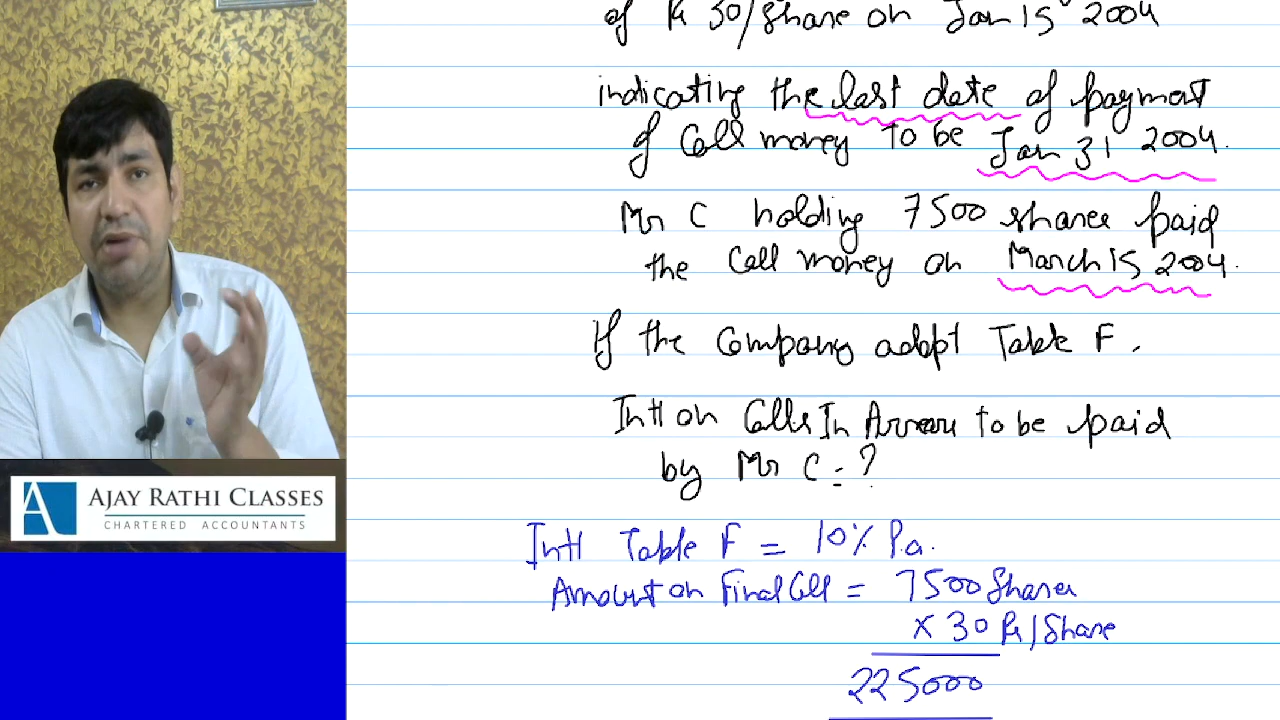 of Rs 30/share on Jan 15 2004
indicating the last date of payment
of Call money to be Jan 31 2004.
Mr C holding 7500 shares paid
the Call money on March 15 2004.
If the Company adopt Table F.
Intt on Calls In Arrear to be paid
by Mr C = ?
Intt Table F = 10% P.a.
Amount on Final Call = 7500 Shares
x 30 Rs/Share
225000
AJAY RATHI CLASSES
CHARTERED ACCOUNTANTS